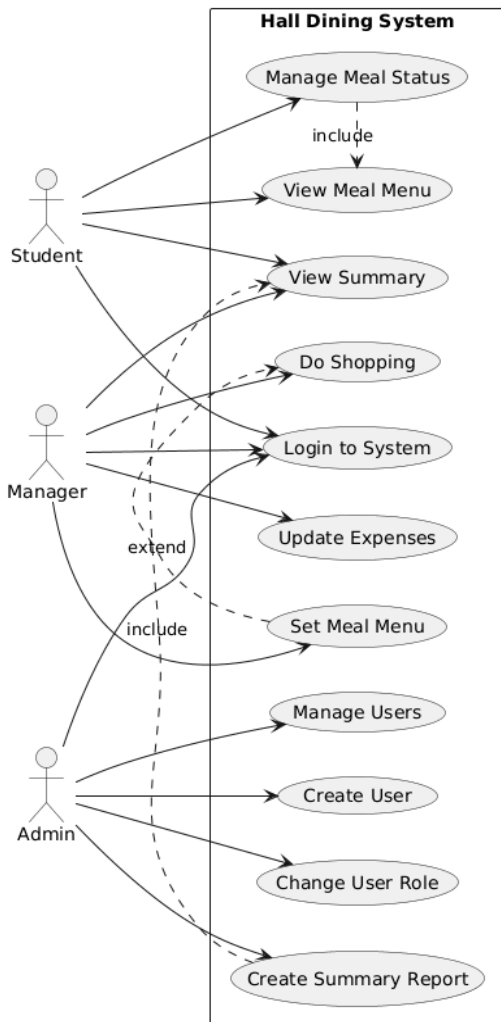 Hall Dining System
Manage Meal Status
include
View Meal Menu
Student
View Summary
Do Shopping
Manager
Login to System
Update Expenses
extend
Set Meal Menu
include
Manage Users
Create User
Admin
Change User Role
Create Summary Report